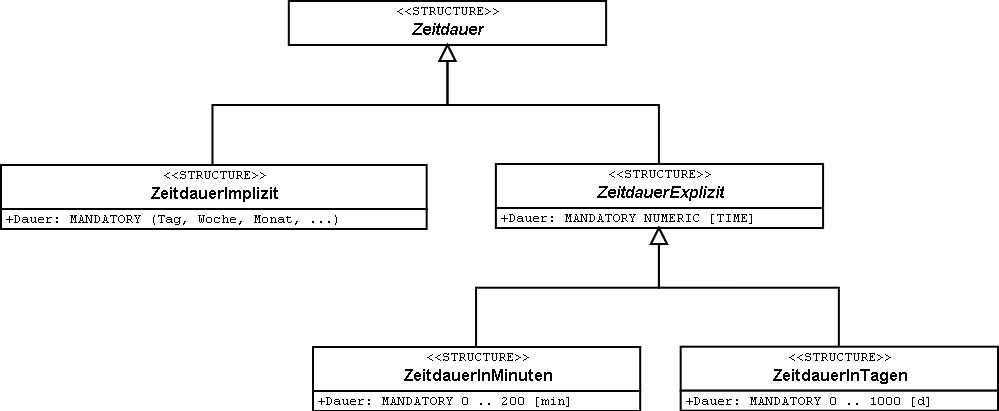 <<STRUCTURE>>
Zeitdauer
<<STRUCTURE>>
ZeitdauerImplizit
+Dauer: MANDATORY (Tag, Woche, Monat, ...)
<<STRUCTURE>>
ZeitdauerExplizit
+Dauer: MANDATORY NUMERIC [TIME]
<<STRUCTURE>>
ZeitdauerInMinuten
+Dauer: MANDATORY 0 .. 200 [min]
<<STRUCTURE>>
ZeitdauerInTagen
+Dauer: MANDATORY 0 .. 1000 [d]